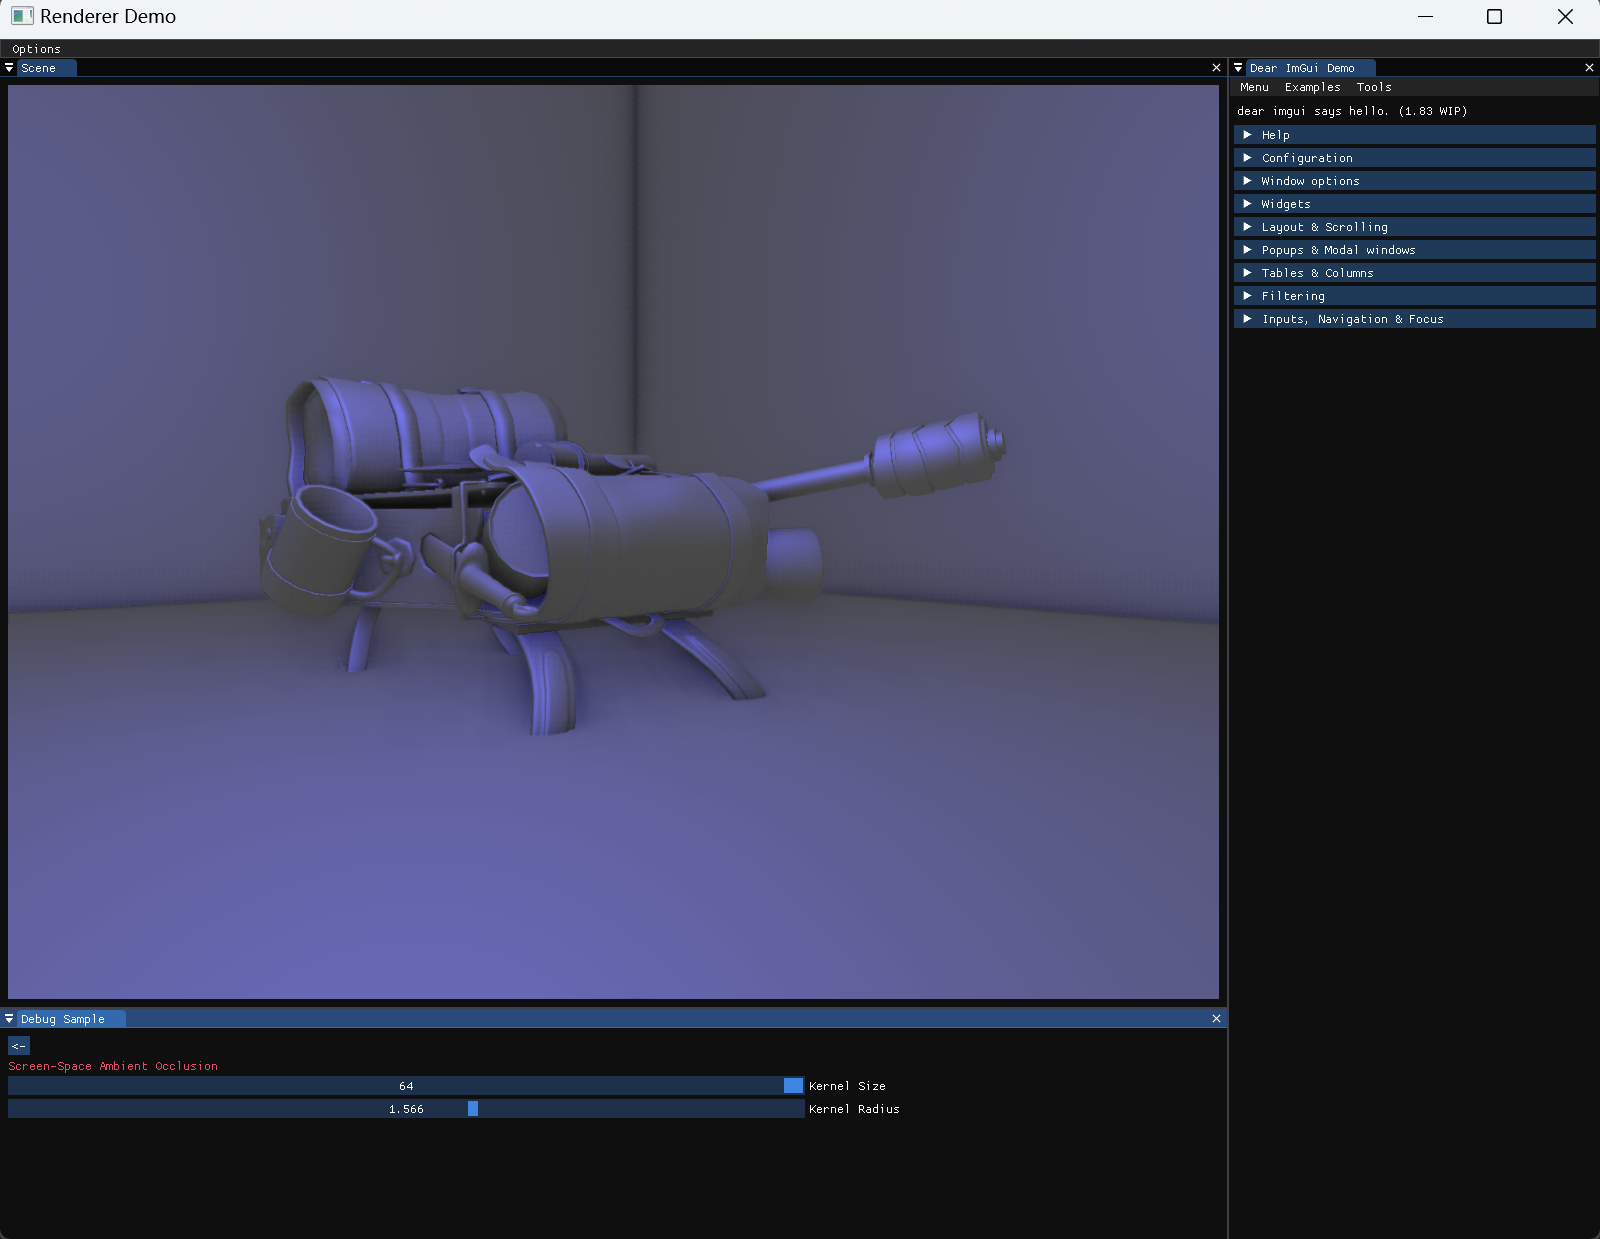 Renderer Demo
Options
Scene
Dear ImGui Demo
Menu Examples Tools
dear imgui says hello. (1.83 WIP)
Help
Configuration
Window options
Widgets
Layout & Scrolling
Popups & Modal windows
Tables & Columns
Filtering
Inputs, Navigation & Focus
Debug Sample
<-
Screen-Space Ambient Occlusion
64 Kernel Size
1.566 Kernel Radius